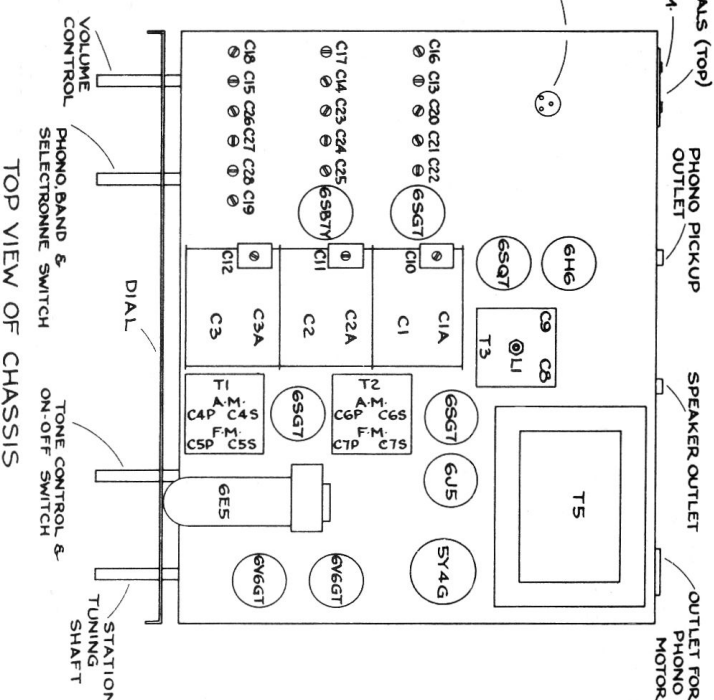 ALS (TOP)
M.
PHONO PICKUP
OUTLET
SPEAKER OUTLET
OUTLET FOR
PHONO
MOTOR
C16 C13 C20 C21 C22
C17 C14 C23 C24 C25
C18 C15 C26 C27 C28 C19
6SG7
6SB7Y
6SQ7
6H6
C10
C11
C12
C1A
C1
C2A
C2
C3A
C3
C9 C8
L1
T3
T1
A.M.
C4P C4S
F.M.
C5P C5S
6SG7
T2
A.M.
C6P C6S
F.M.
C7P C7S
6SG7
6J5
T5
6E5
6V6GT
6V6GT
5Y4G
VOLUME
CONTROL
PHONO, BAND &
SELECTRONNE SWITCH
DIAL
TONE CONTROL &
ON-OFF SWITCH
STATION
TUNING
SHAFT
TOP VIEW OF CHASSIS